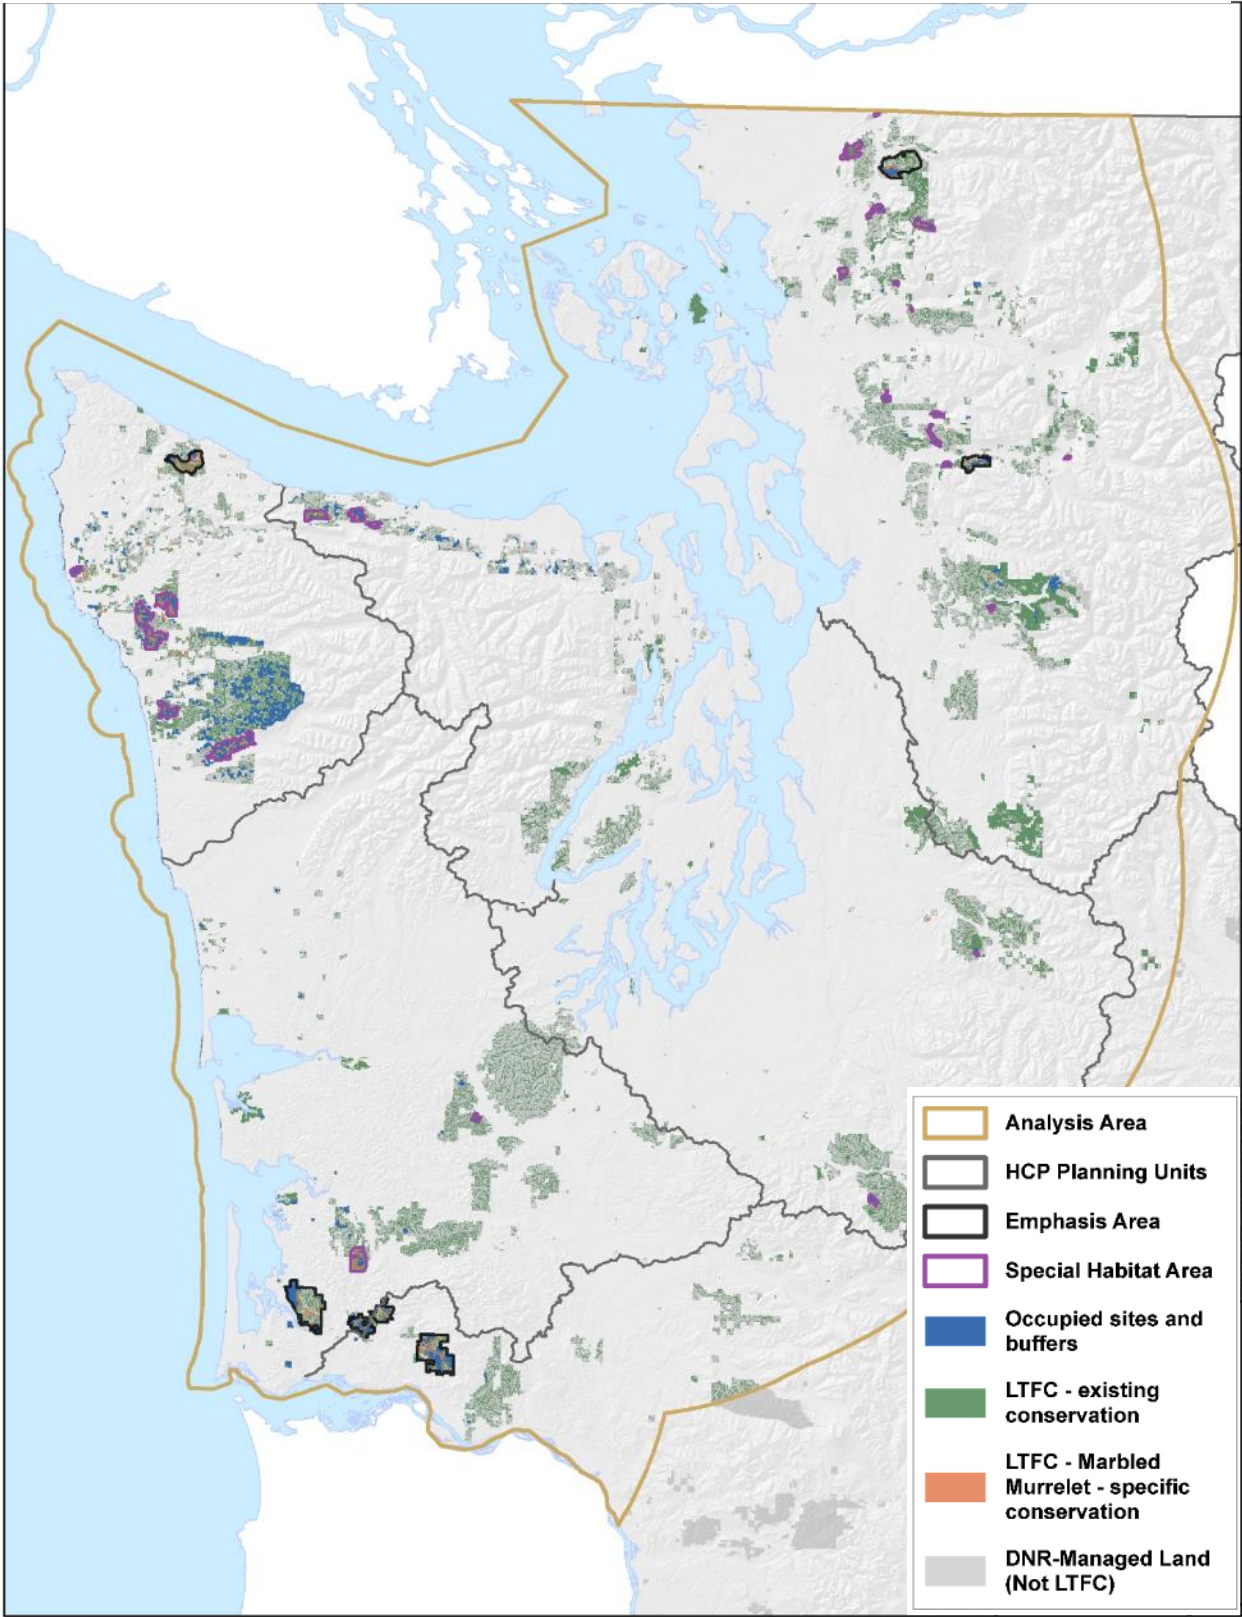 Analysis Area
HCP Planning Units
Emphasis Area
Special Habitat Area
Occupied sites and
buffers
LTFC - existing
conservation
LTFC - Marbled
Murrelet - specific
conservation
DNR-Managed Land
(Not LTFC)